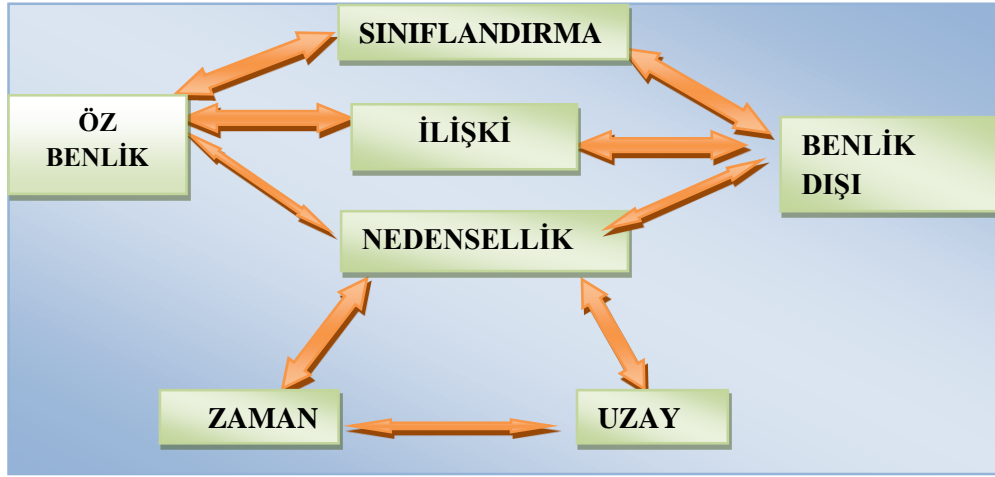 SINIFLANDIRMA
ÖZ
BENLİK
İLİŞKİ
BENLİK
DIŞI
NEDENSELLİK
ZAMAN
UZAY